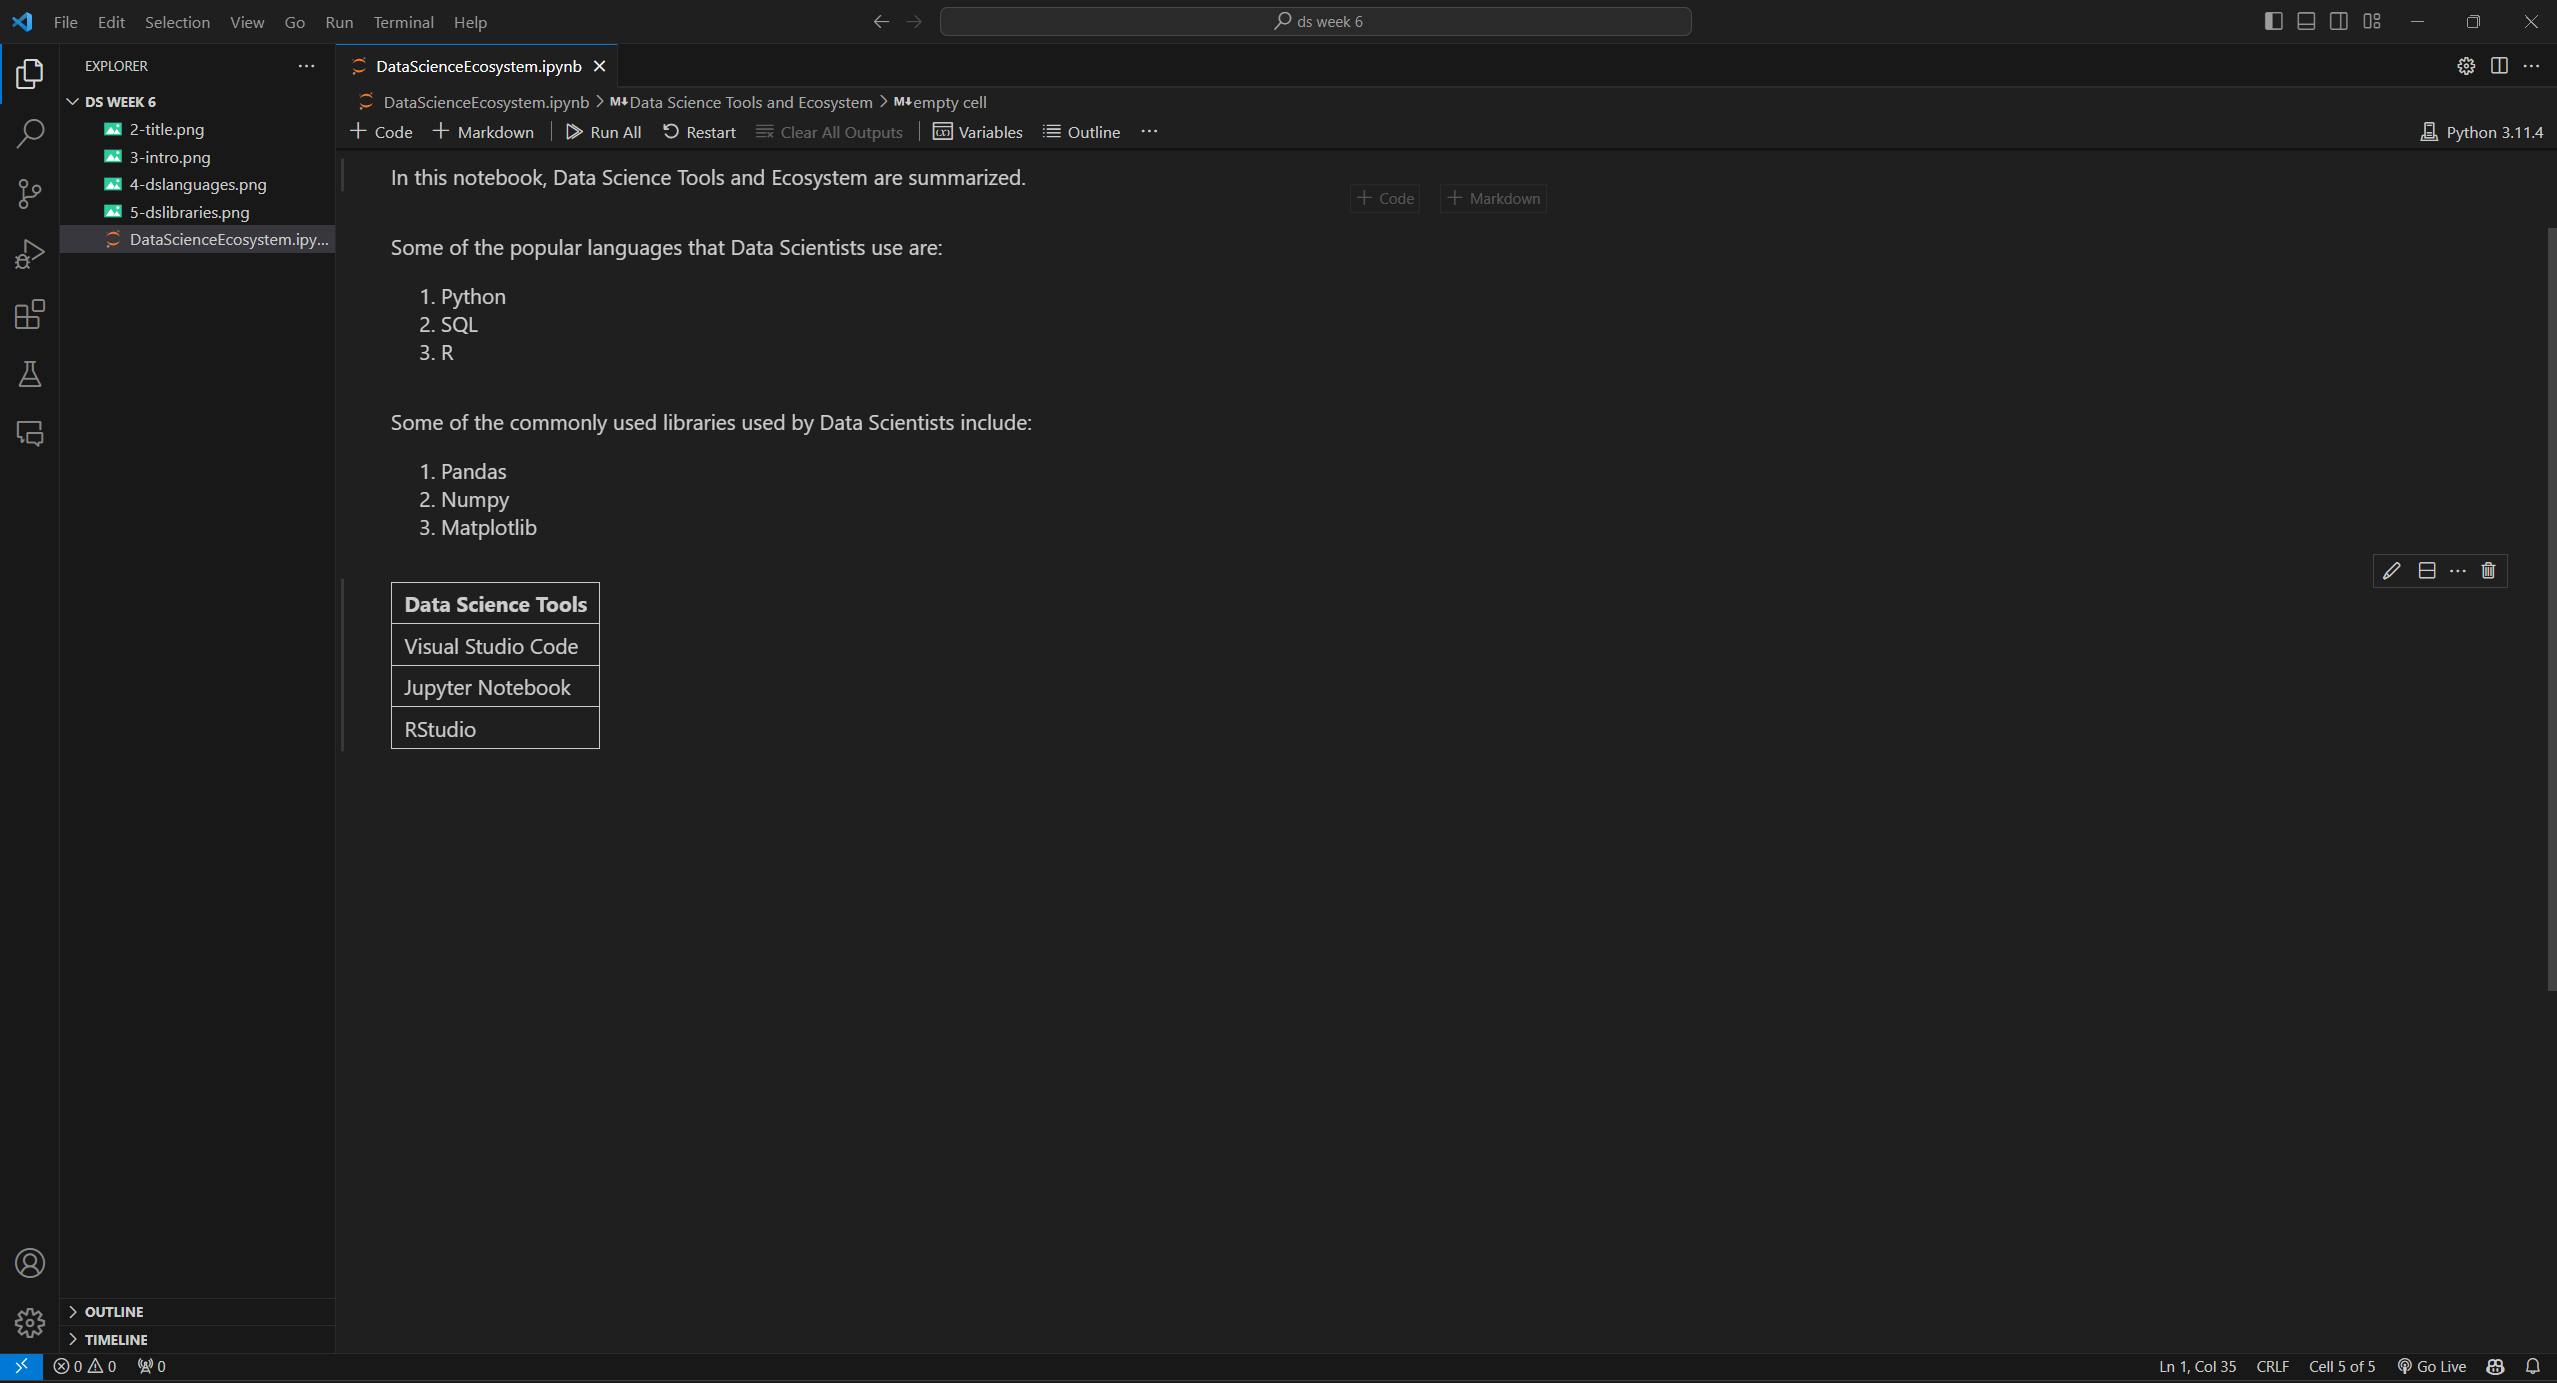 File Edit Selection View Go Run Terminal Help
ds week 6
EXPLORER
DS WEEK 6
2-title.png
3-intro.png
4-dslanguages.png
5-dslibraries.png
DataScienceEcosystem.ipy...
OUTLINE
TIMELINE
DataScienceEcosystem.ipynb
DataScienceEcosystem.ipynb > M↓Data Science Tools and Ecosystem > M↓empty cell
+ Code + Markdown Run All Restart Clear All Outputs Variables Outline ...
Python 3.11.4
In this notebook, Data Science Tools and Ecosystem are summarized.
+ Code + Markdown
Some of the popular languages that Data Scientists use are:
1. Python
2. SQL
3. R
Some of the commonly used libraries used by Data Scientists include:
1. Pandas
2. Numpy
3. Matplotlib
Data Science Tools
Visual Studio Code
Jupyter Notebook
RStudio
0 0 0
Ln 1, Col 35 CRLF Cell 5 of 5 Go Live